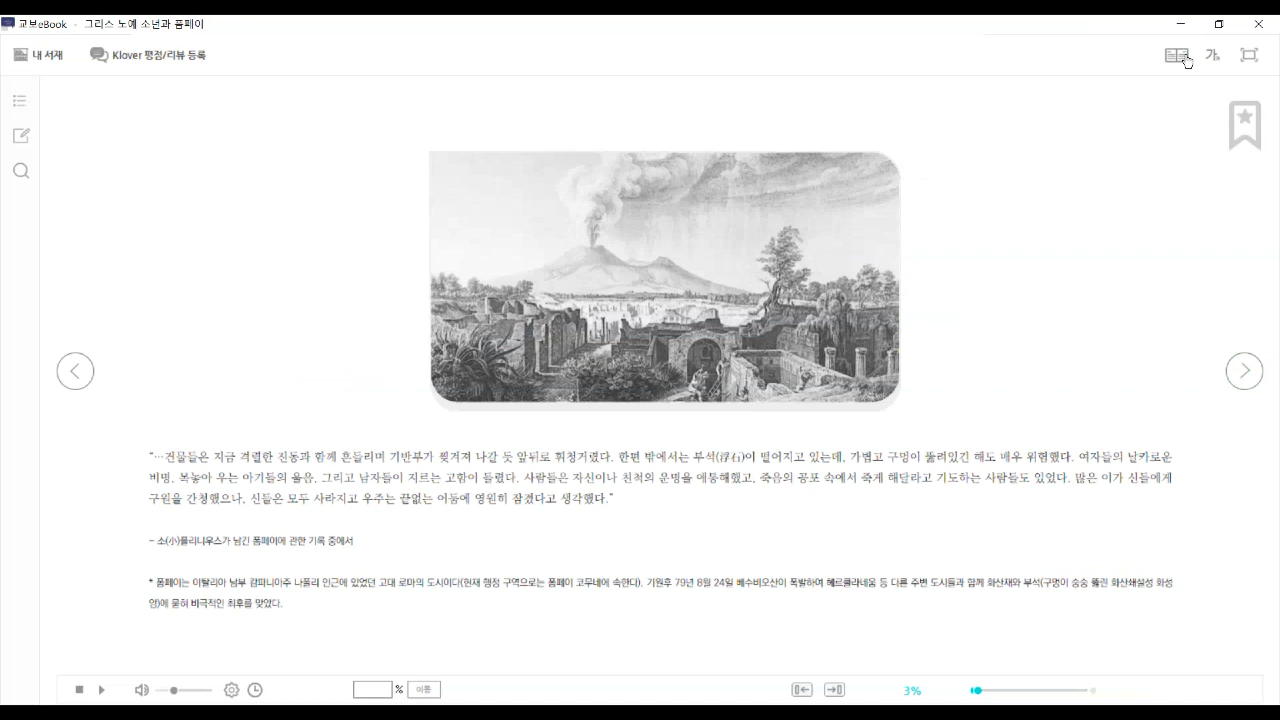 교보eBook - 그리스 노예 소년과 폼페이
내 서재
Klover 평점/리뷰 등록
가
“…건물들은 지금 격렬한 진동과 함께 흔들리며 기반부가 찢겨져 나갈 듯 앞뒤로 휘청거렸다. 한편 밖에서는 부석(浮石)이 떨어지고 있는데, 가볍고 구멍이 뚫려있긴 해도 매우 위험했다. 여자들의 날카로운
비명, 목놓아 우는 아기들의 울음, 그리고 남자들이 지르는 고함이 들렸다. 사람들은 자신이나 친척의 운명을 애통해했고, 죽음의 공포 속에서 죽게 해달라고 기도하는 사람들도 있었다. 많은 이가 신들에게
구원을 간청했으나, 신들은 모두 사라지고 우주는 끝없는 어둠에 영원히 잠겼다고 생각했다.”
- 소(小)플리니우스가 남긴 폼페이에 관한 기록 중에서
* 폼페이는 이탈리아 남부 캄파니아주 나폴리 인근에 있었던 고대 로마의 도시이다(현재 행정 구역으로는 폼페이 코무네에 속한다). 기원후 79년 8월 24일 베수비오산이 폭발하여 헤르쿨라네움 등 다른 주변 도시들과 함께 화산재와 부석(구멍이 숭숭 뚫린 화산쇄설성 화성
암)에 묻혀 비극적인 최후를 맞았다.
%
이동
3%